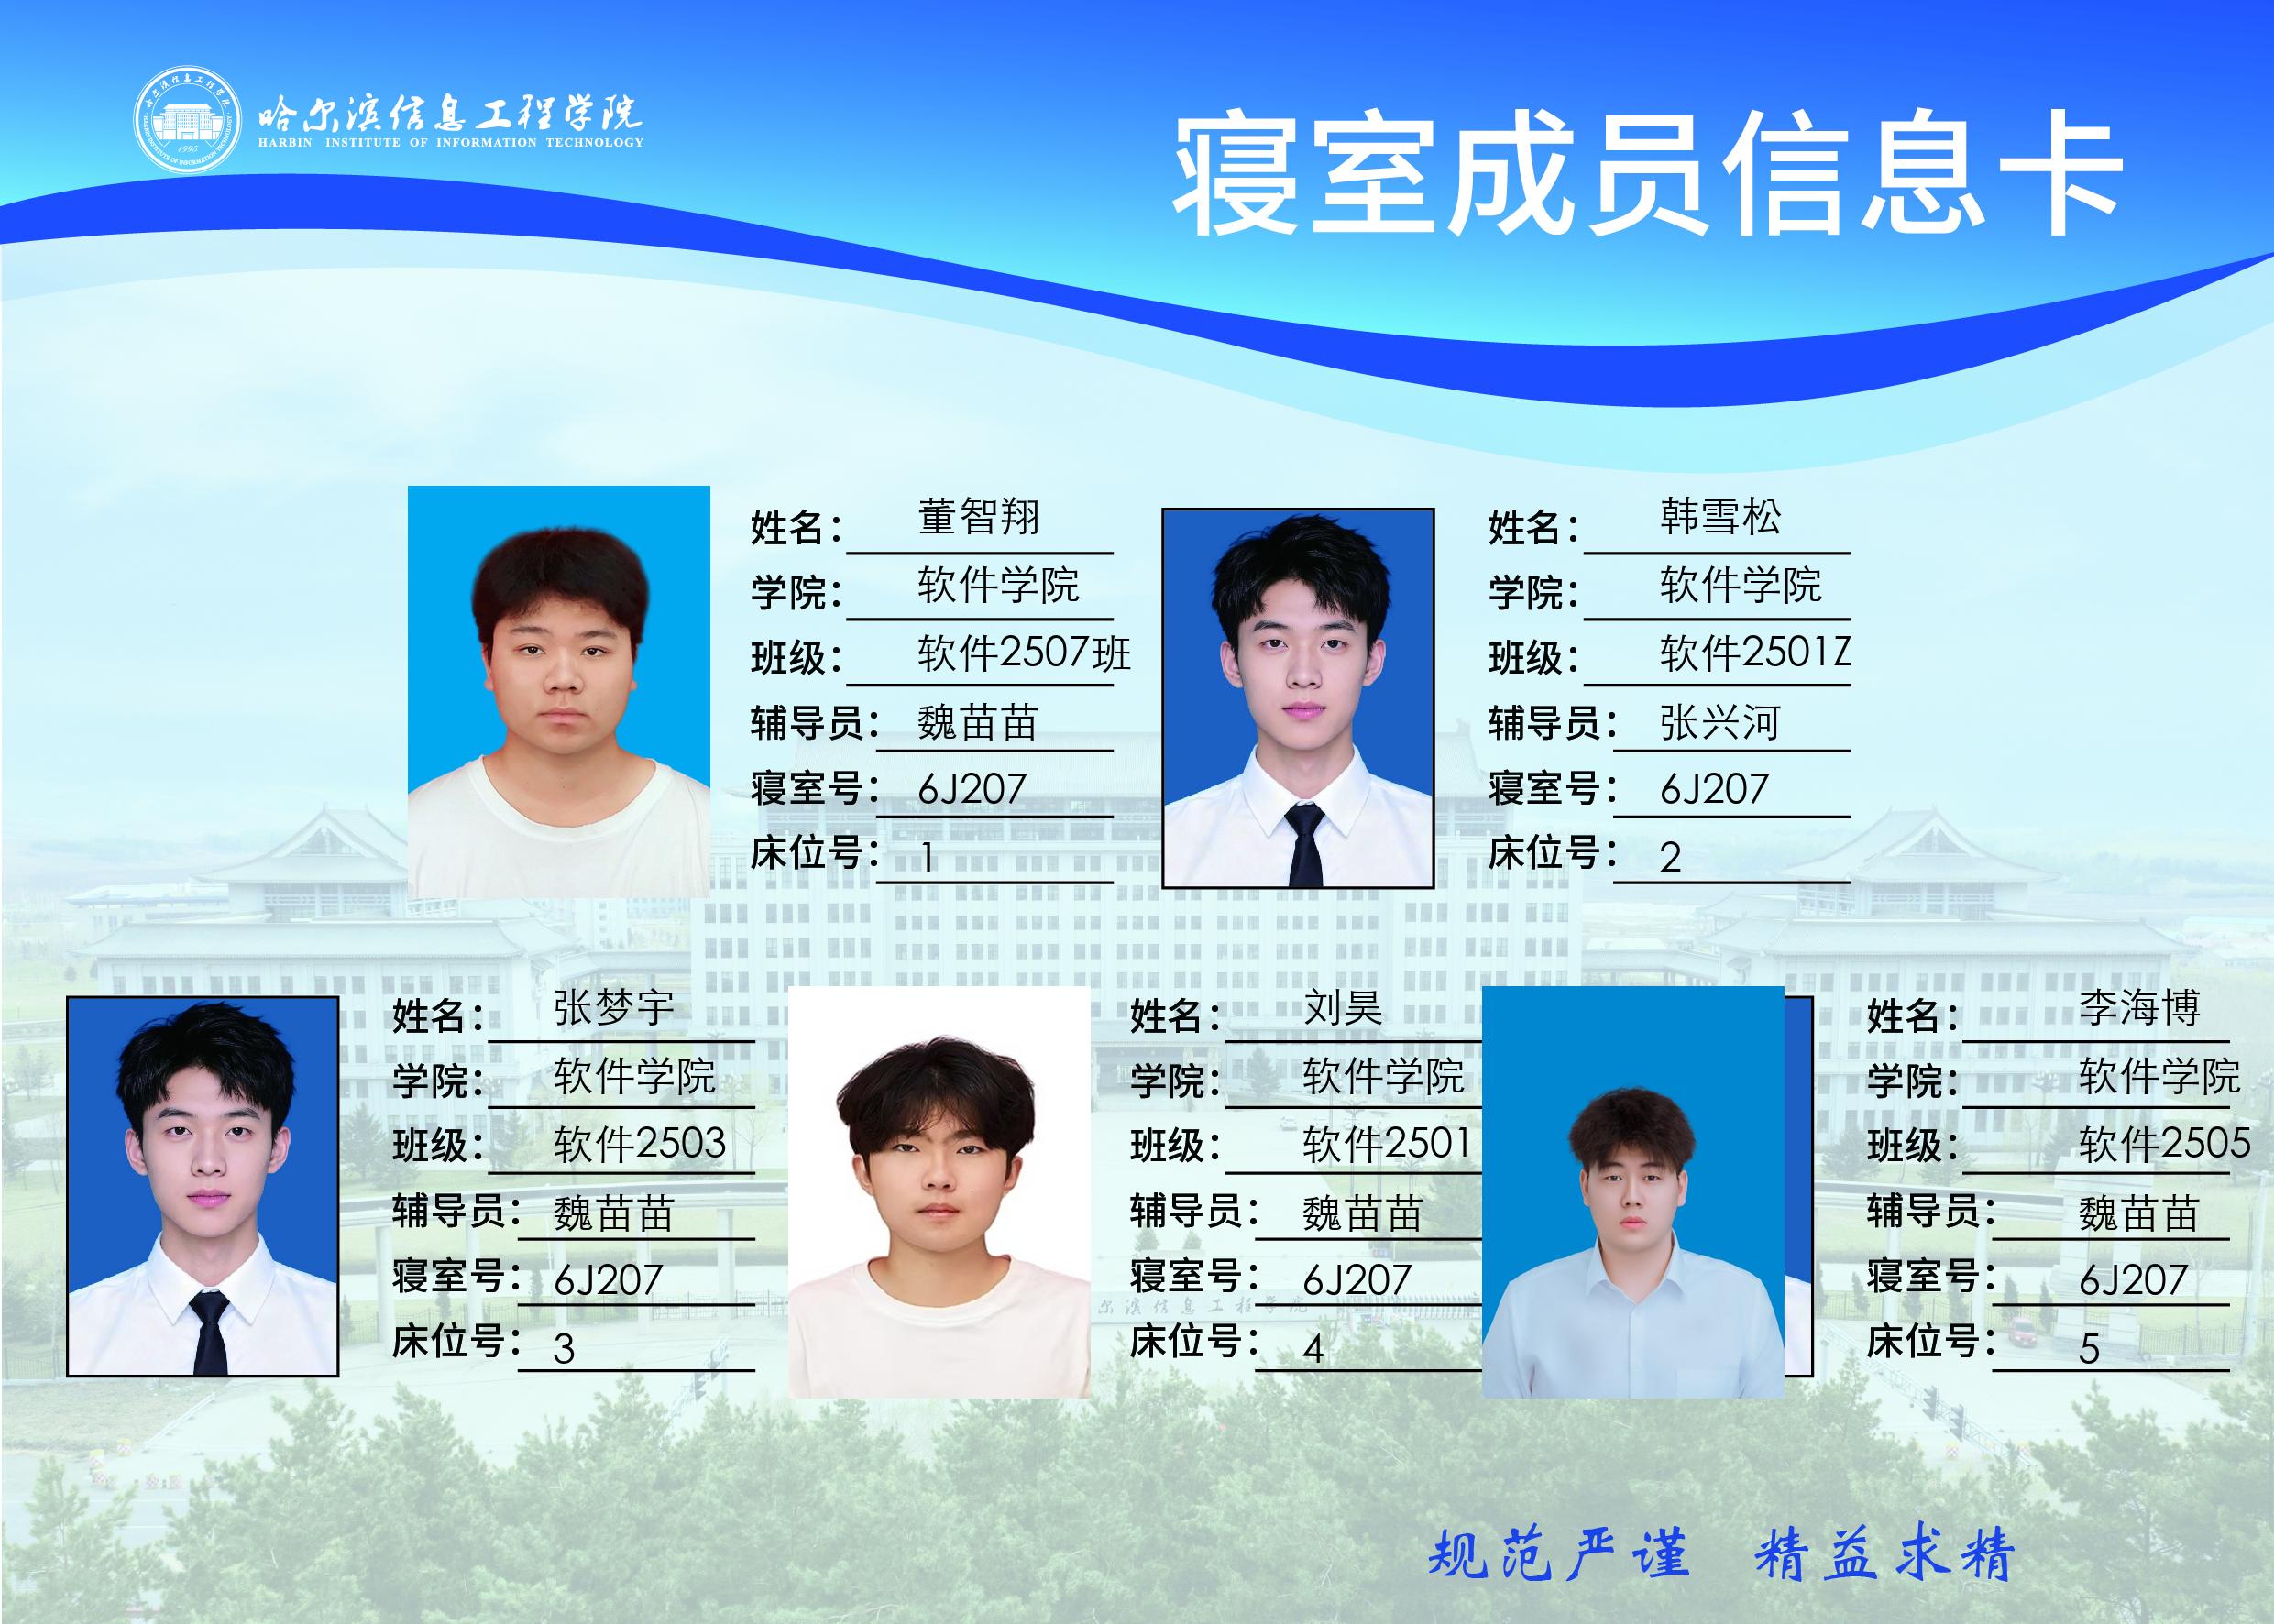 哈尔滨信息工程学院
HARBIN INSTITUTE OF INFORMATION TECHNOLOGY
1995
寝室成员信息卡
姓名：董智翔
学院：软件学院
班级：软件2507班
辅导员：魏苗苗
寝室号：6J207
床位号：1
姓名：韩雪松
学院：软件学院
班级：软件2501Z
辅导员：张兴河
寝室号：6J207
床位号：2
姓名：张梦宇
学院：软件学院
班级：软件2503
辅导员：魏苗苗
寝室号：6J207
床位号：3
姓名：刘昊
学院：软件学院
班级：软件2501
辅导员：魏苗苗
寝室号：6J207
床位号：4
姓名：李海博
学院：软件学院
班级：软件2505
辅导员：魏苗苗
寝室号：6J207
床位号：5
尔滨信息工程学院
规范严谨 精益求精